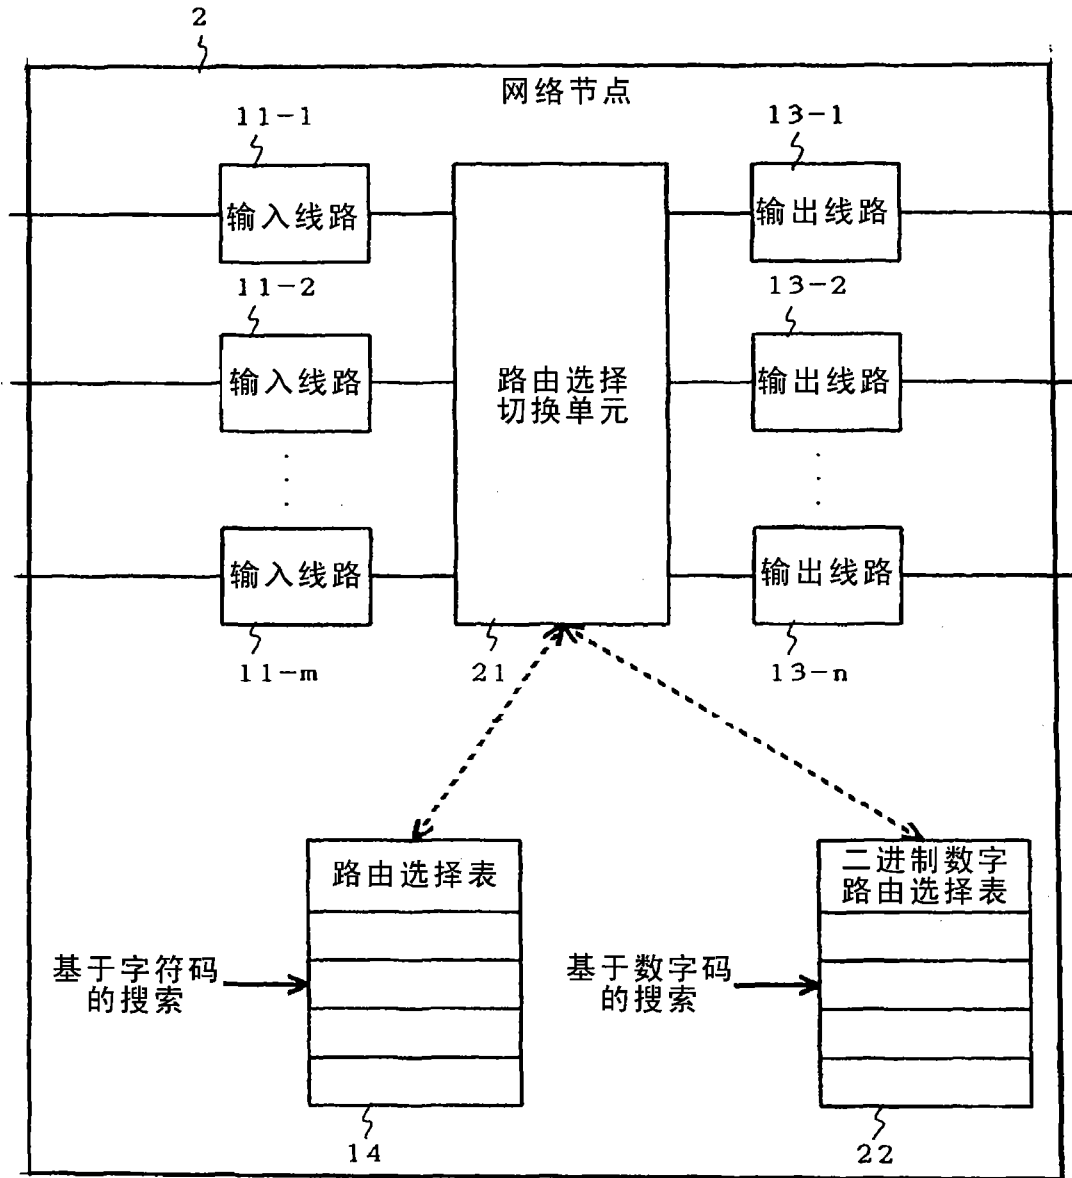 2
网络节点
11-1
13-1
输入线路
输出线路
11-2
13-2
输入线路
路由选择
切换单元
输出线路
输入线路
输出线路
11-m
21
13-n
路由选择表
二进制数字
路由选择表
基于字符码
的搜索
基于数字码
的搜索
14
22